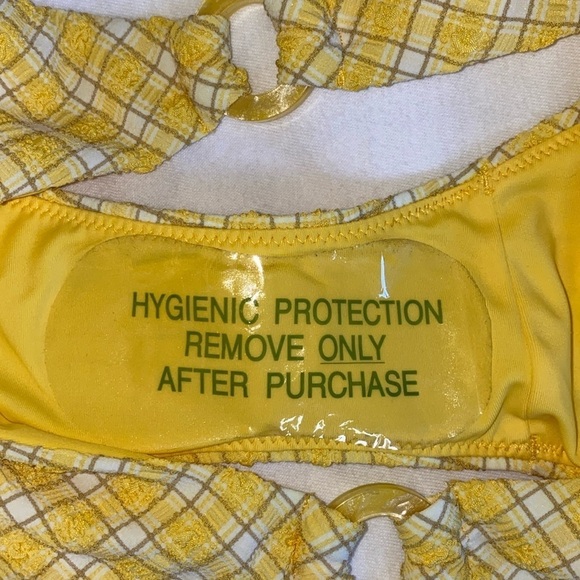 HYGIENIC PROTECTION
REMOVE ONLY
AFTER PURCHASE